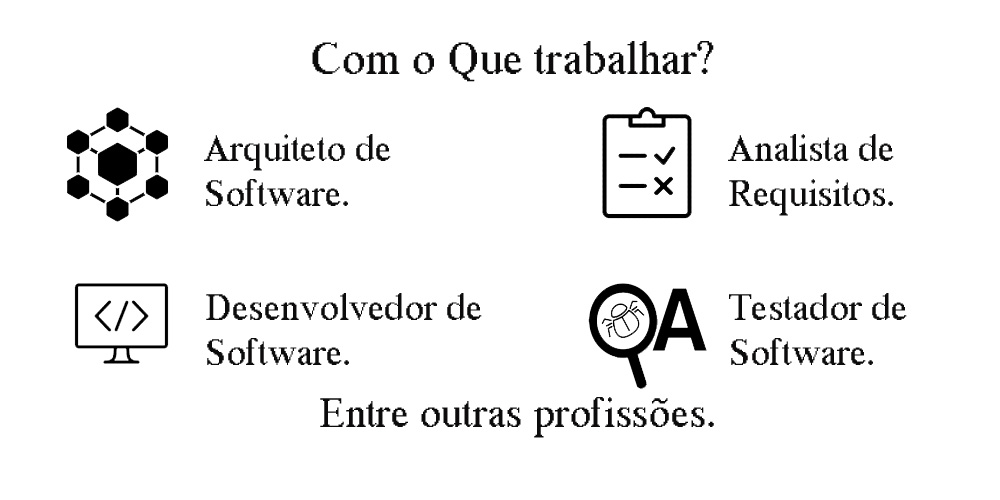 Com o Que trabalhar?
Arquiteto de
Software.
Analista de
Requisitos.
Desenvolvedor de
Software.
QA
Testador de
Software.
Entre outras profissões.